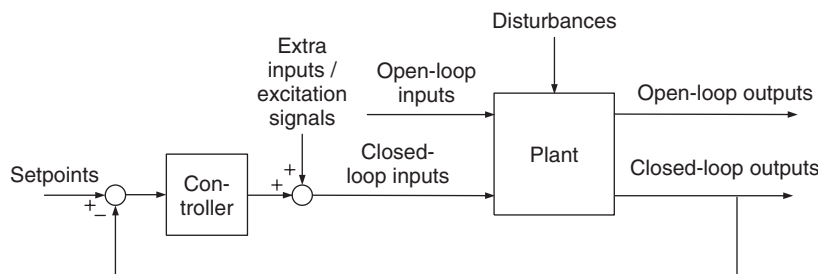 Disturbances
Extra
inputs /
excitation
signals
Open-loop
inputs
Open-loop outputs
Plant
Closed-
loop inputs
Closed-loop outputs
Setpoints
+
−
Con-
troller
+
+